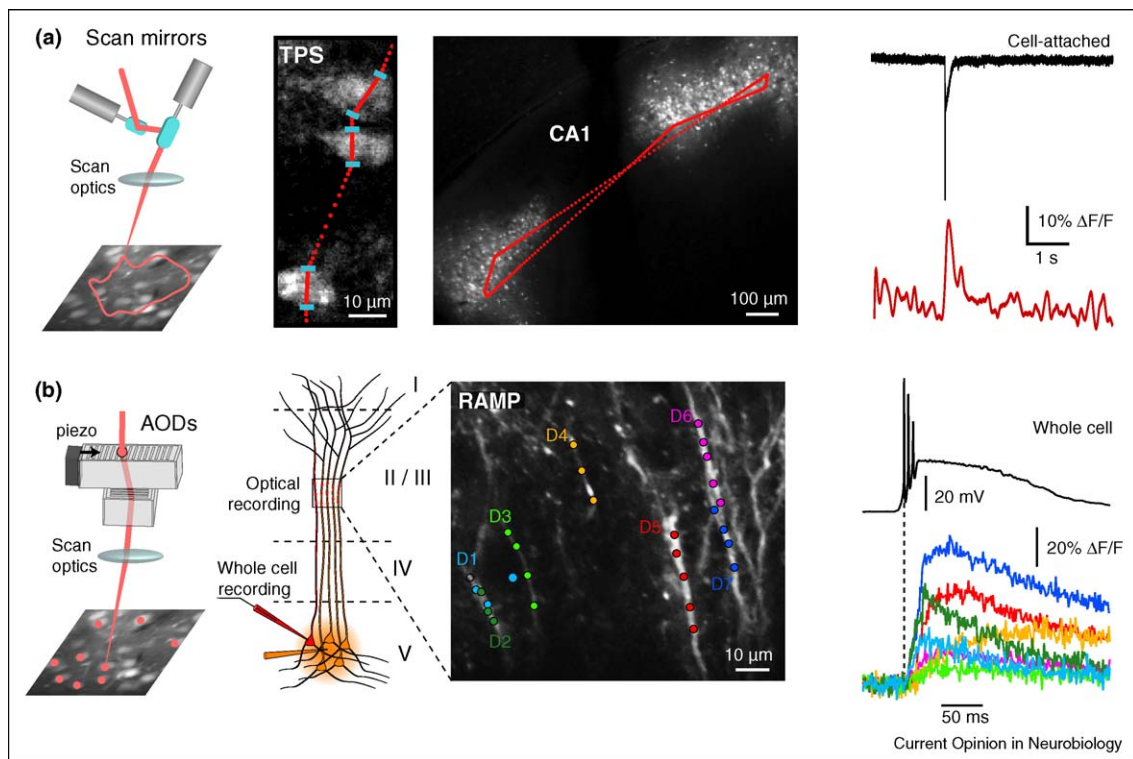 (a)
Scan mirrors
Scan
optics
TPS
10 µm
CA1
100 µm
Cell-attached
10% ΔF/F
1 s
(b)
piezo
AODs
Scan
optics
I
II / III
Optical
recording
IV
Whole cell
recording
V
RAMP
D6
D4
D3
D5
D1
D7
D2
10 µm
Whole cell
20 mV
20% ΔF/F
50 ms
Current Opinion in Neurobiology